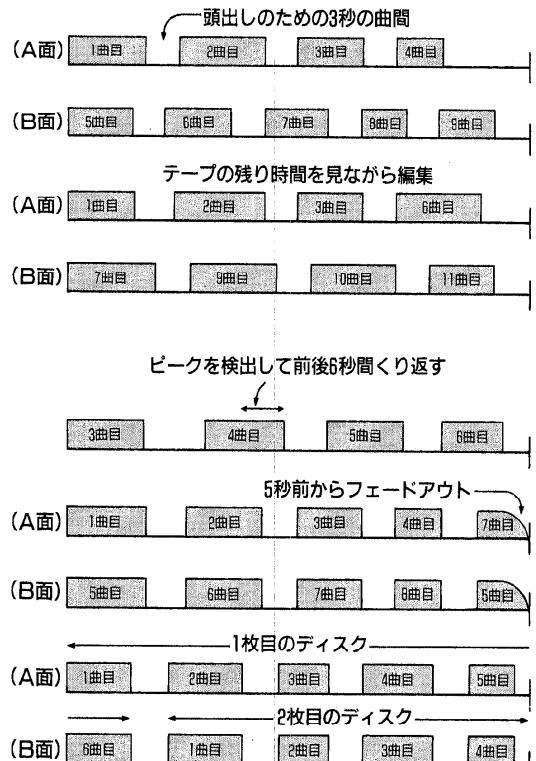 頭出しのための3秒の曲間
(A面) 1曲目 2曲目 3曲目 4曲目
(B面) 5曲目 6曲目 7曲目 8曲目 9曲目
テープの残り時間を見ながら編集
(A面) 1曲目 2曲目 3曲目 6曲目
(B面) 7曲目 9曲目 10曲目 11曲目
ピークを検出して前後6秒間くり返す
3曲目 4曲目 5曲目 6曲目
5秒前からフェードアウト
(A面) 1曲目 2曲目 3曲目 4曲目 7曲目
(B面) 5曲目 6曲目 7曲目 8曲目 5曲目
1枚目のディスク
(A面) 1曲目 2曲目 3曲目 4曲目 5曲目
2枚目のディスク
(B面) 6曲目 1曲目 2曲目 3曲目 4曲目